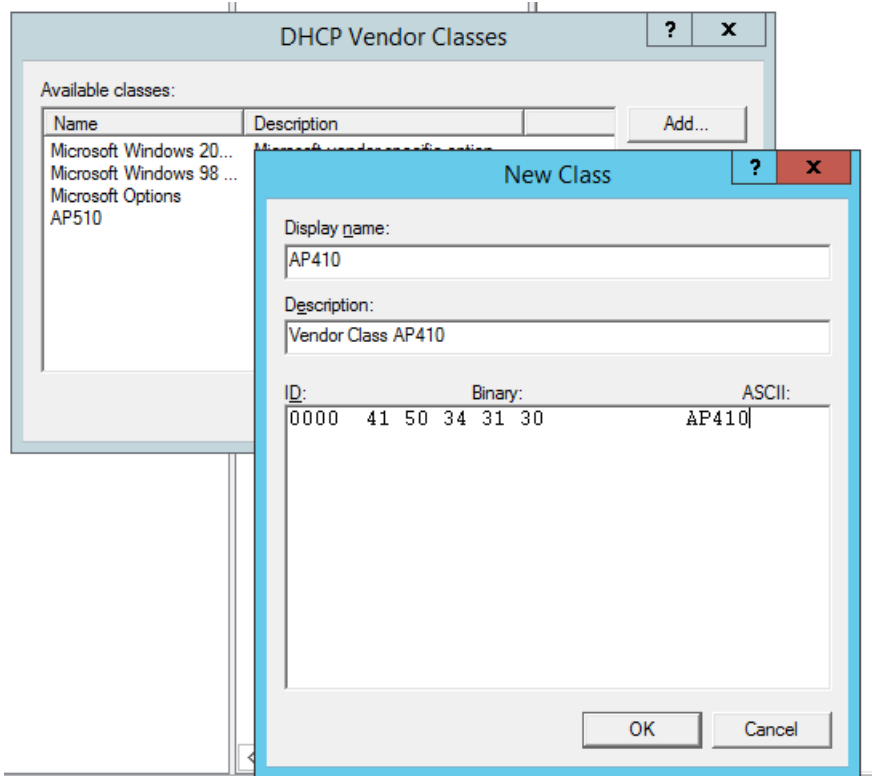 DHCP Vendor Classes
? x
Available classes:
Name Description
Add...
Microsoft Windows 20...
Microsoft Windows 98 ...
Microsoft Options
AP510
New Class
? x
Display name:
AP410
Description:
Vendor Class AP410
ID: Binary: ASCII:
0000 41 50 34 31 30 AP410
OK Cancel